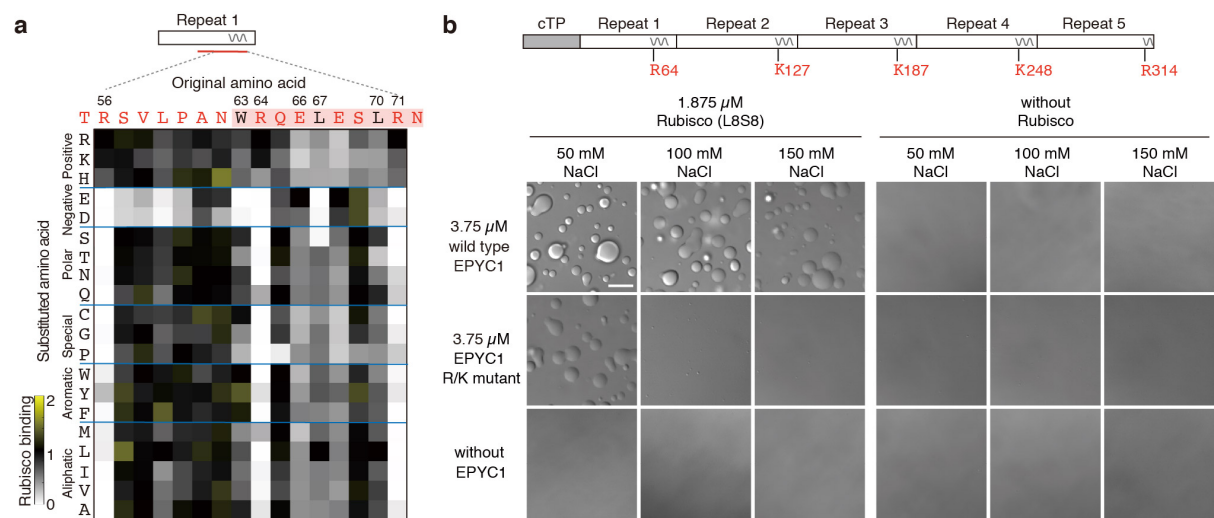 a
Repeat 1
Original amino acid
56 63 64 66 67 70 71
T R S V L P A N W R Q E L E S L R N
Substituted amino acid
Positive
R
K
H
Negative
E
D
Polar
S
T
N
Q
Special
C
G
P
Aromatic
W
Y
F
Aliphatic
M
L
I
V
A
Rubisco binding
2
1
0
b
cTP Repeat 1 Repeat 2 Repeat 3 Repeat 4 Repeat 5
R64 K127 K187 K248 R314
1.875 µM
Rubisco (L8S8)
without
Rubisco
50 mM
NaCl
100 mM
NaCl
150 mM
NaCl
50 mM
NaCl
100 mM
NaCl
150 mM
NaCl
3.75 µM
wild type
EPYC1
3.75 µM
EPYC1
R/K mutant
without
EPYC1